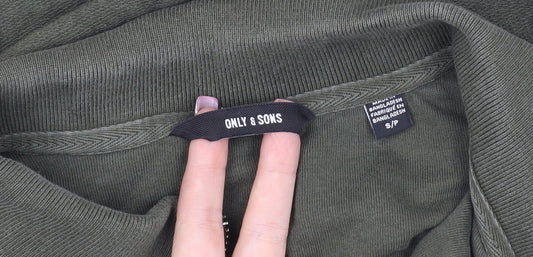 ONLY & SONS
MADE IN
BANGLADESH
FABRIQUÉ EN
BANGLADESH
S/P